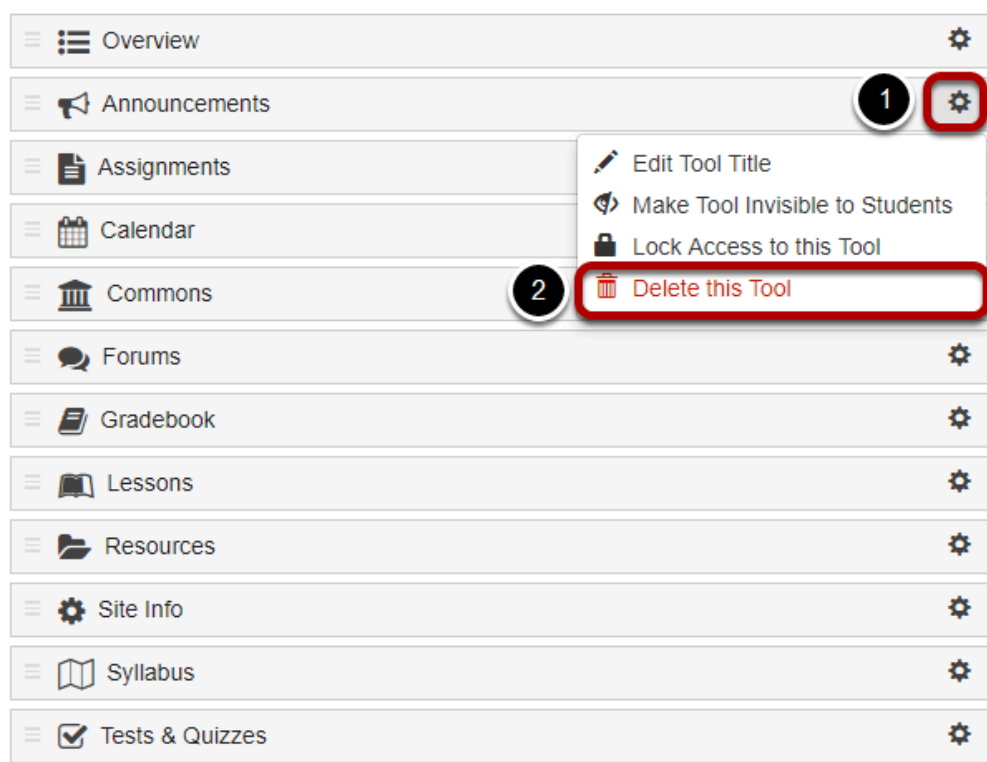 Overview
Announcements
1
Assignments
Edit Tool Title
Make Tool Invisible to Students
Calendar
Lock Access to this Tool
Commons
2
Delete this Tool
Forums
Gradebook
Lessons
Resources
Site Info
Syllabus
Tests & Quizzes